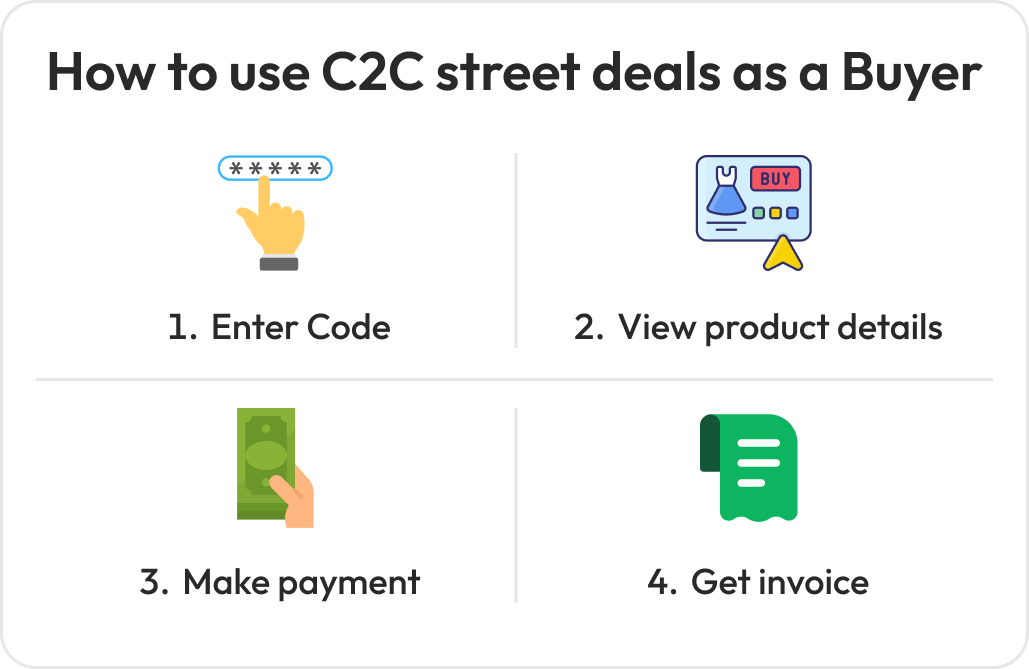 How to use C2C street deals as a Buyer
*****
BUY
1. Enter Code
2. View product details
3. Make payment
4. Get invoice